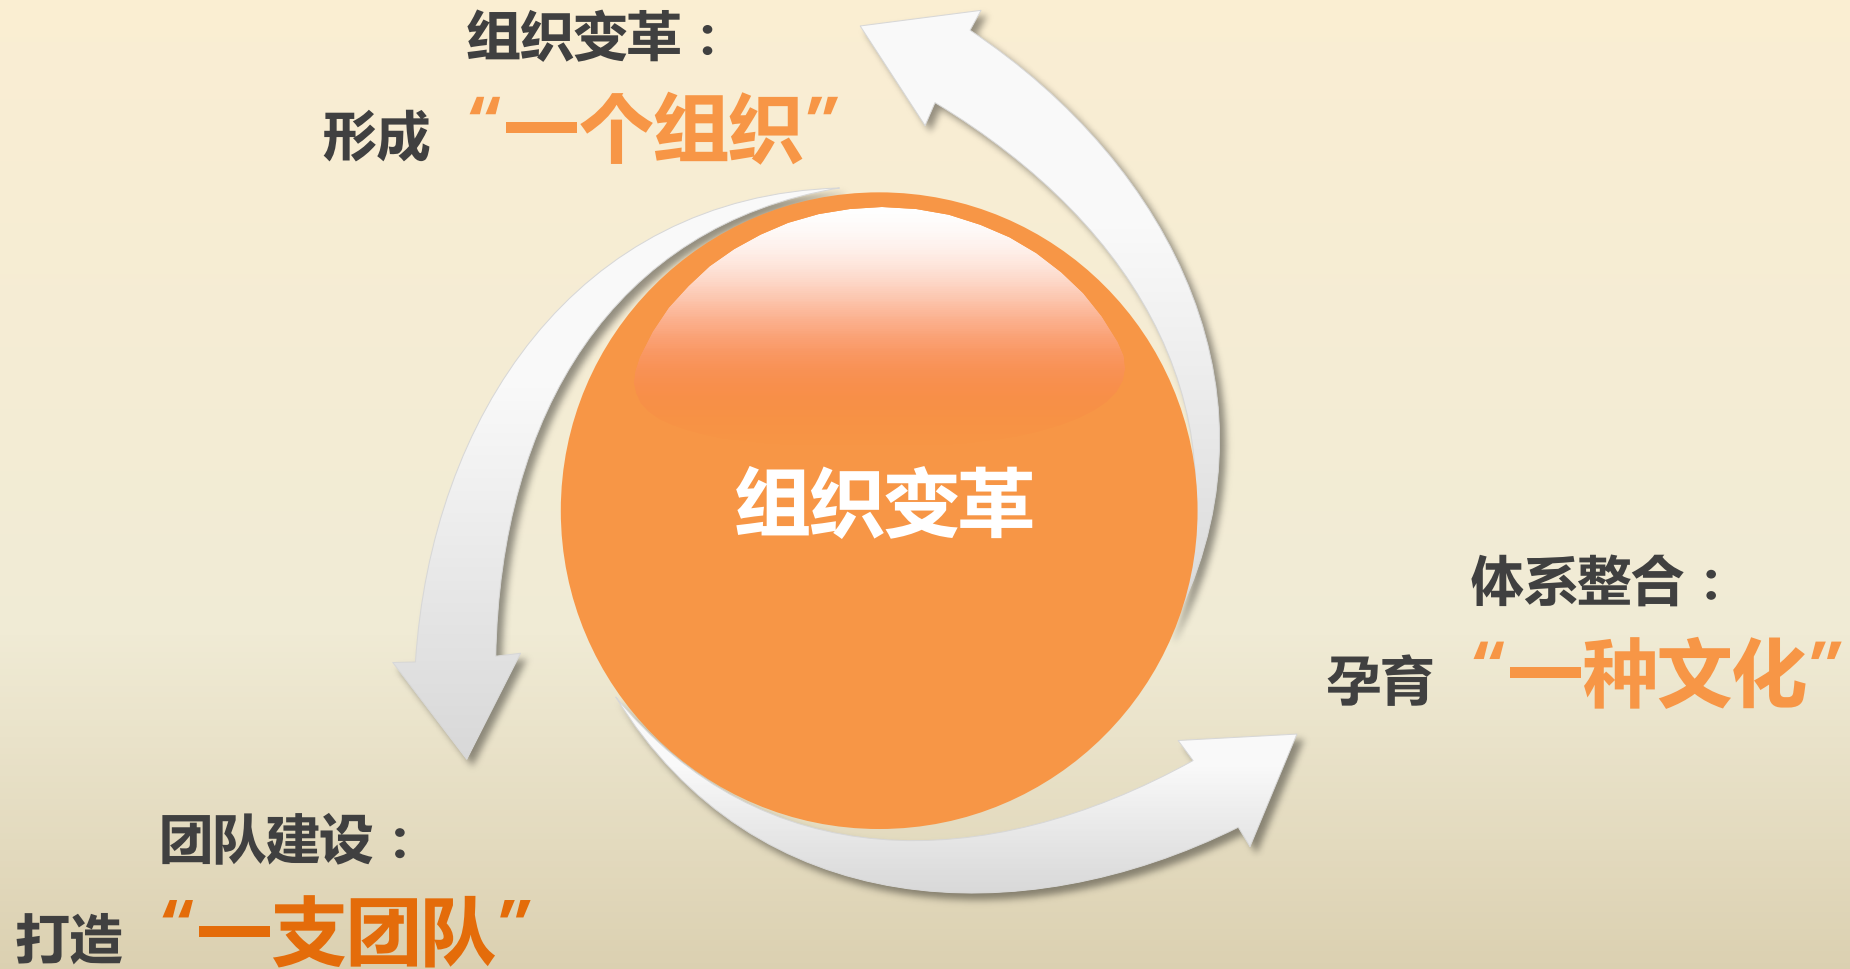 组织变革：
形成 “一个组织”
组织变革
体系整合：
孕育 “一种文化”
团队建设：
打造 “一支团队”